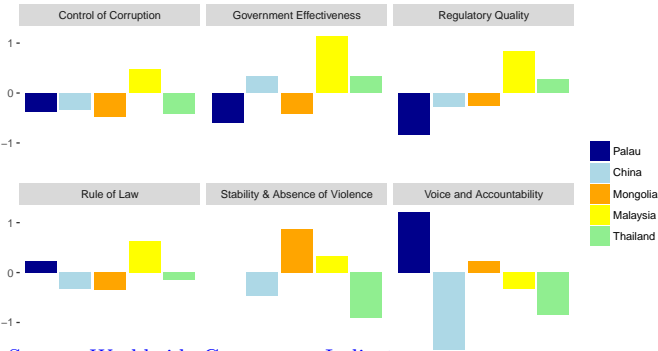 Control of Corruption
Government Effectiveness
Regulatory Quality
1
0
−1
Rule of Law
Stability & Absence of Violence
Voice and Accountability
1
0
−1
Palau
China
Mongolia
Malaysia
Thailand